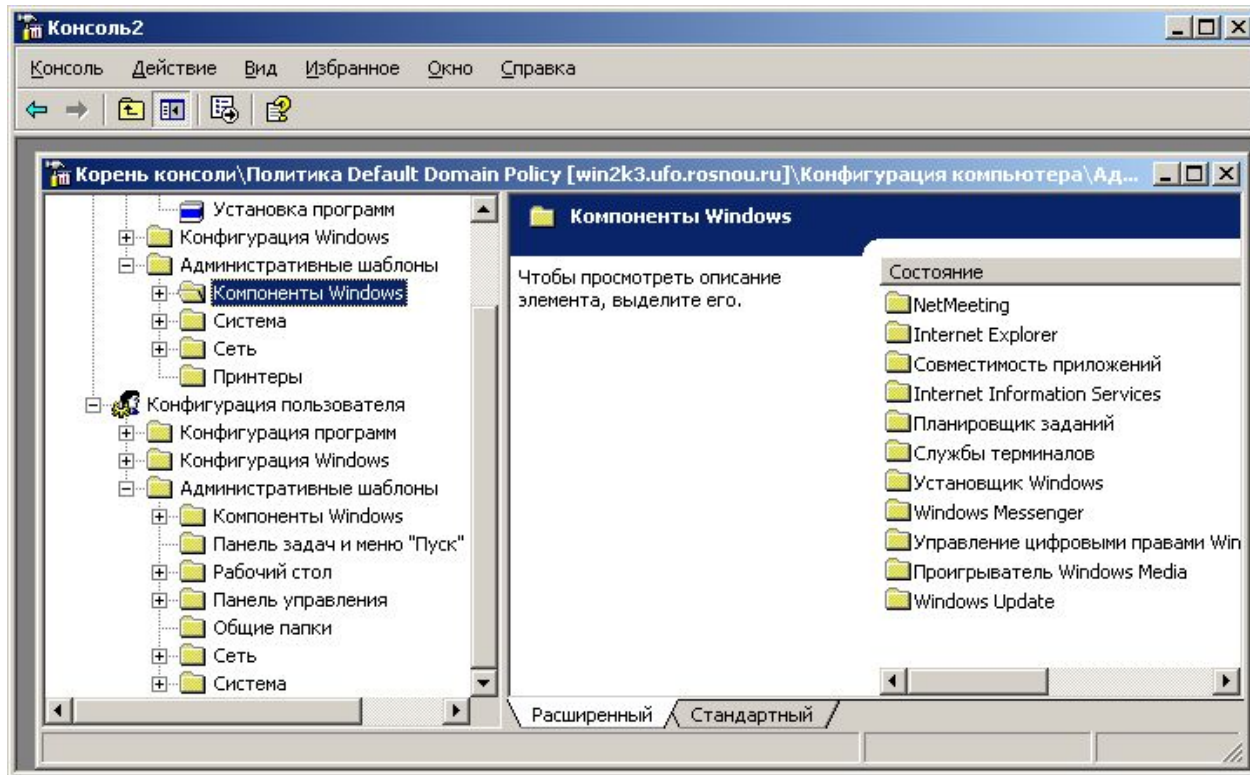 Консоль2
Консоль Действие Вид Избранное Окно Справка
Корень консоли\Политика Default Domain Policy [win2k3.ufo.rosnou.ru]\Конфигурация компьютера\Ад...
Установка программ
Конфигурация Windows
Административные шаблоны
Компоненты Windows
Система
Сеть
Принтеры
Конфигурация пользователя
Конфигурация программ
Конфигурация Windows
Административные шаблоны
Компоненты Windows
Панель задач и меню "Пуск"
Рабочий стол
Панель управления
Общие папки
Сеть
Система
Компоненты Windows
Чтобы просмотреть описание
элемента, выделите его.
Состояние
NetMeeting
Internet Explorer
Совместимость приложений
Internet Information Services
Планировщик заданий
Службы терминалов
Установщик Windows
Windows Messenger
Управление цифровыми правами Win
Проигрыватель Windows Media
Windows Update
Расширенный Стандартный